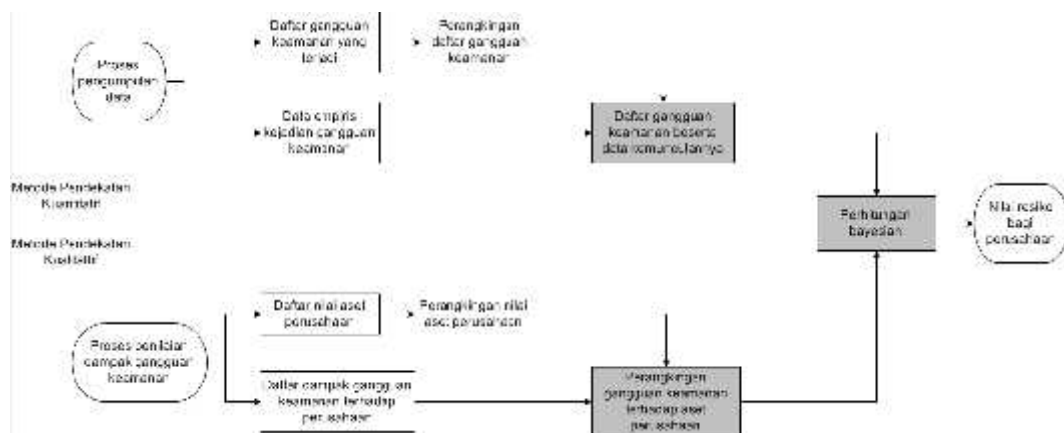 Daftar gangguan
keamanan yang
terjadi
Perangkingan
daftar gangguan
keamanan
Proses
pengumpulan
data
Data empiris
kejadian gangguan
keamanan
Daftar gangguan
keamanan beserta
data kemunculannya
Metode Pendekatan
Kuantitatif
Perhitungan
bayesian
Nilai resiko
bagi
perusahaan
Metode Pendekatan
Kualitatif
Daftar nilai aset
perusahaan
Perangkingan nilai
aset perusahaan
Proses penilaian
dampak gangguan
keamanan
Daftar dampak gangguan
keamanan terhadap
perusahaan
Perangkingan
gangguan keamanan
terhadap aset
perusahaan